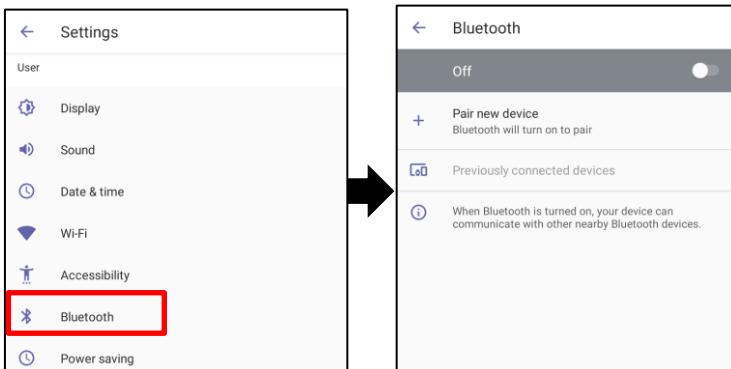 Settings
User
Display
Sound
Date & time
Wi-Fi
Accessibility
Bluetooth
Power saving
Bluetooth
Off
Pair new device
Bluetooth will turn on to pair
Previously connected devices
When Bluetooth is turned on, your device can
communicate with other nearby Bluetooth devices.